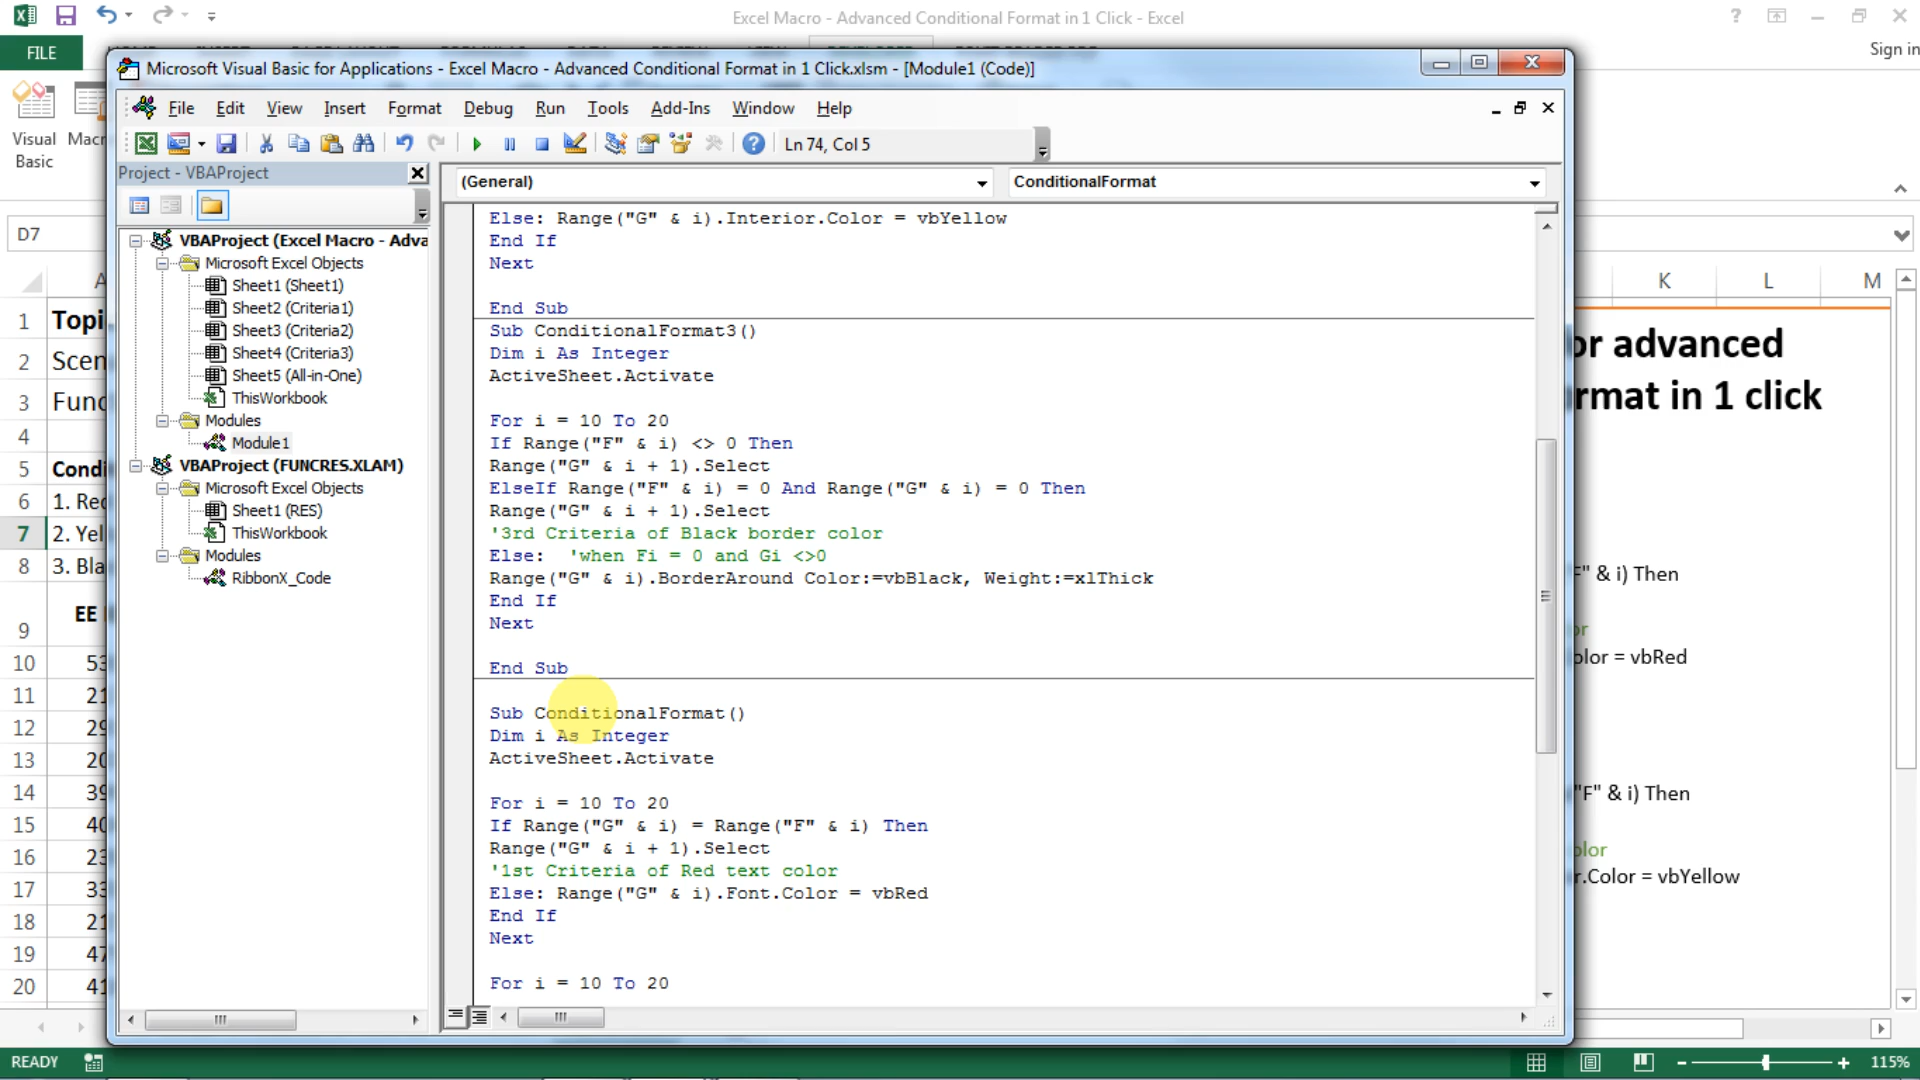 Excel Macro - Advanced Conditional Format in 1 Click - Excel
FILE
Sign in
Microsoft Visual Basic for Applications - Excel Macro - Advanced Conditional Format in 1 Click.xlsm - [Module1 (Code)]
File Edit View Insert Format Debug Run Tools Add-Ins Window Help
Ln 74, Col 5
Visual Basic
Macr
Project - VBAProject
(General)
ConditionalFormat
D7
VBAProject (Excel Macro - Adva
Microsoft Excel Objects
Sheet1 (Sheet1)
Sheet2 (Criteria1)
Sheet3 (Criteria2)
Sheet4 (Criteria3)
Sheet5 (All-in-One)
ThisWorkbook
Modules
Module1
VBAProject (FUNCRES.XLAM)
Microsoft Excel Objects
Sheet1 (RES)
ThisWorkbook
Modules
RibbonX_Code
Else: Range("G" & i).Interior.Color = vbYellow
End If
Next
End Sub
Sub ConditionalFormat3()
Dim i As Integer
ActiveSheet.Activate
For i = 10 To 20
If Range("F" & i) <> 0 Then
Range("G" & i + 1).Select
ElseIf Range("F" & i) = 0 And Range("G" & i) = 0 Then
Range("G" & i + 1).Select
'3rd Criteria of Black border color
Else: 'when Fi = 0 and Gi <>0
Range("G" & i).BorderAround Color:=vbBlack, Weight:=xlThick
End If
Next
End Sub
Sub ConditionalFormat()
Dim i As Integer
ActiveSheet.Activate
For i = 10 To 20
If Range("G" & i) = Range("F" & i) Then
Range("G" & i + 1).Select
'1st Criteria of Red text color
Else: Range("G" & i).Font.Color = vbRed
End If
Next
For i = 10 To 20
A
K L M
1 Topi
2 Scen
3 Func
4
5 Condi
6 1. Red
7 2. Yel
8 3. Bla
9 EE
10 53
11 21
12 29
13 20
14 39
15 40
16 23
17 33
18 21
19 47
20 41
or advanced
rmat in 1 click
F" & i) Then
or
olor = vbRed
"F" & i) Then
olor
r.Color = vbYellow
READY
115%